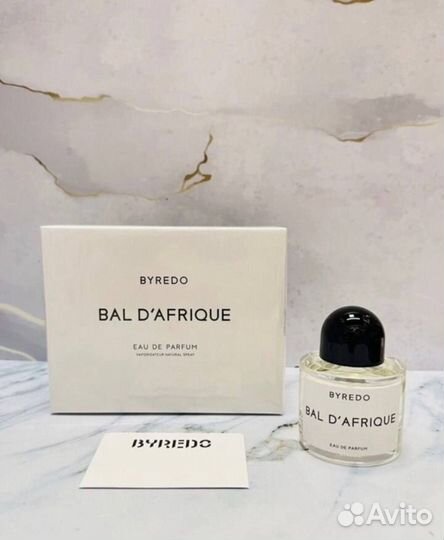 BYREDO
BAL D'AFRIQUE
EAU DE PARFUM
VAPORISATEUR NATURAL SPRAY
BYREDO
BYREDO
BAL D'AFRIQUE
EAU DE PARFUM
Avito